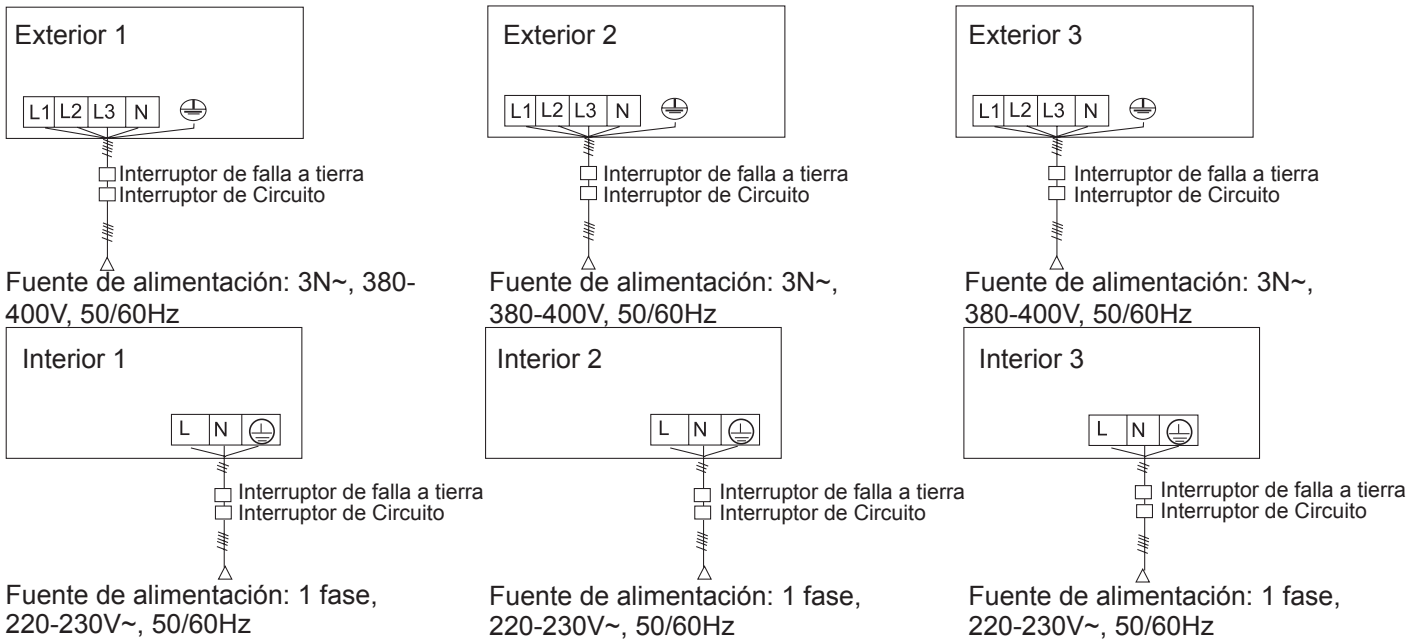 Exterior 1
L1 L2 L3 N
Interruptor de falla a tierra
Interruptor de Circuito
Fuente de alimentación: 3N~, 380-
400V, 50/60Hz
Exterior 2
L1 L2 L3 N
Interruptor de falla a tierra
Interruptor de Circuito
Fuente de alimentación: 3N~,
380-400V, 50/60Hz
Exterior 3
L1 L2 L3 N
Interruptor de falla a tierra
Interruptor de Circuito
Fuente de alimentación: 3N~,
380-400V, 50/60Hz
Interior 1
L N
Interruptor de falla a tierra
Interruptor de Circuito
Fuente de alimentación: 1 fase,
220-230V~, 50/60Hz
Interior 2
L N
Interruptor de falla a tierra
Interruptor de Circuito
Fuente de alimentación: 1 fase,
220-230V~, 50/60Hz
Interior 3
L N
Interruptor de falla a tierra
Interruptor de Circuito
Fuente de alimentación: 1 fase,
220-230V~, 50/60Hz